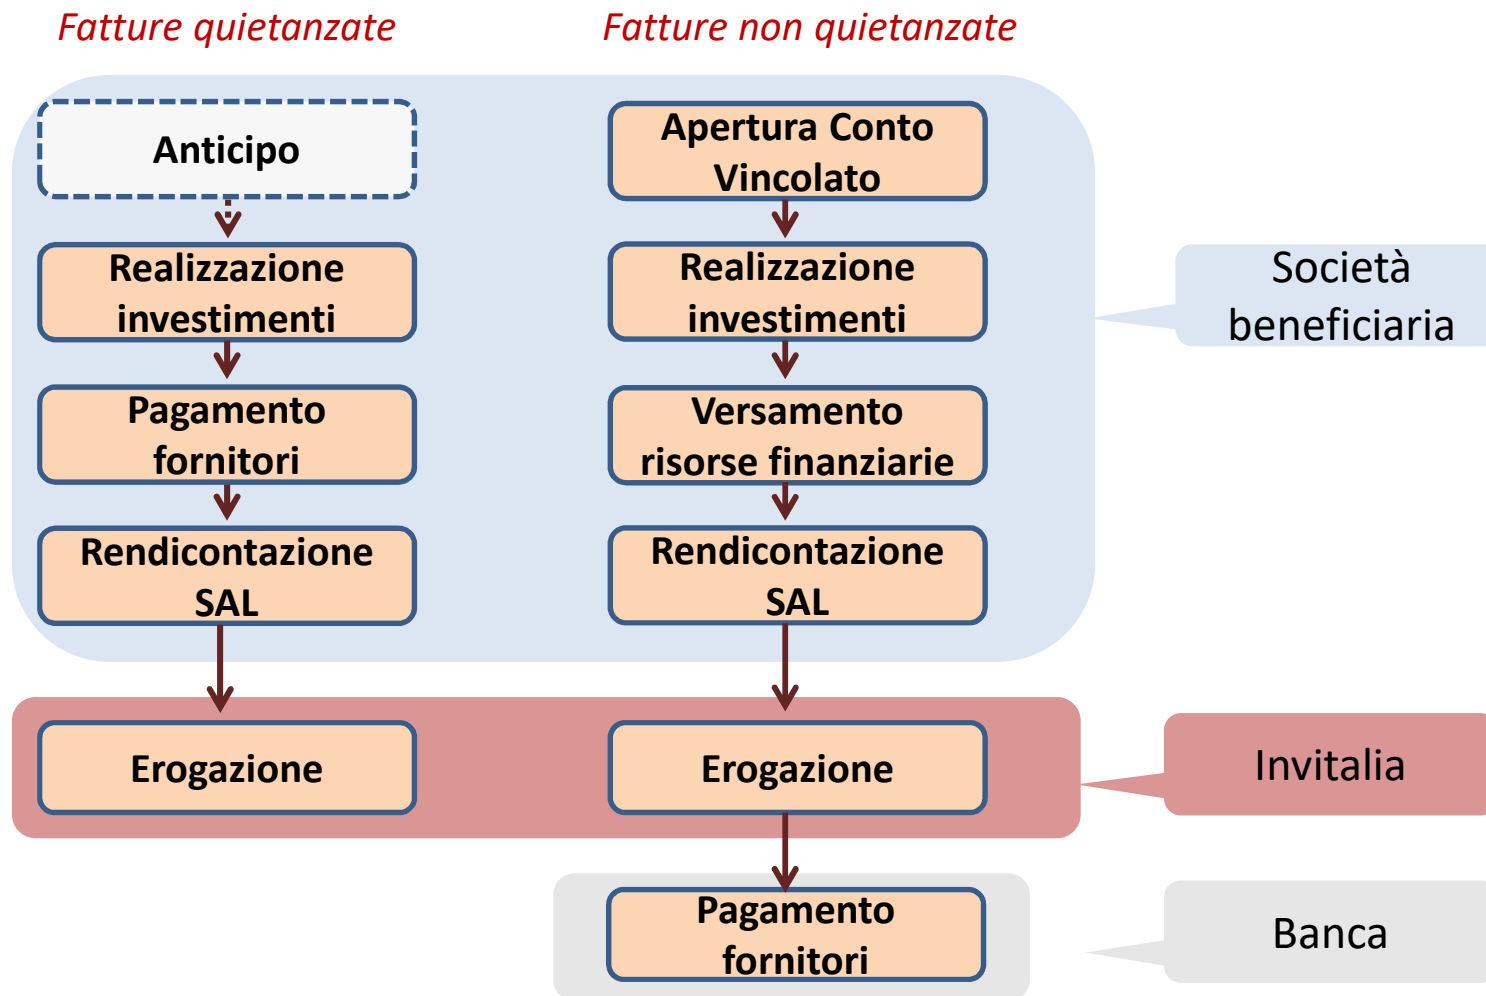 Fatture quietanzate
Fatture non quietanzate
Anticipo
Apertura Conto
Vincolato
Realizzazione
investimenti
Realizzazione
investimenti
Società
beneficiaria
Pagamento
fornitori
Versamento
risorse finanziarie
Rendicontazione
SAL
Rendicontazione
SAL
Erogazione
Erogazione
Invitalia
Pagamento
fornitori
Banca